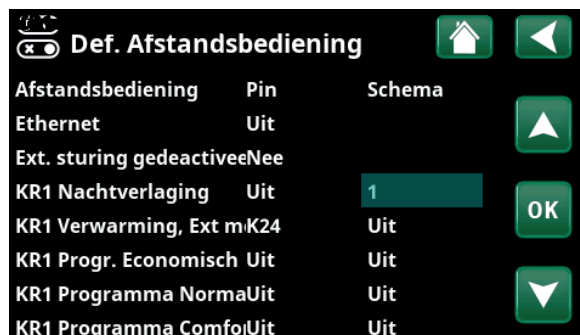 Def. Afstandsbediening
Afstandsbediening Pin Schema
Ethernet Uit
Ext. sturing gedeactivee Nee
KR1 Nachtverlaging Uit 1
KR1 Verwarming, Ext m K24 Uit
OK
KR1 Progr. Economisch Uit Uit
KR1 Programma Norma Uit Uit
KR1 Programma Comfo Uit Uit